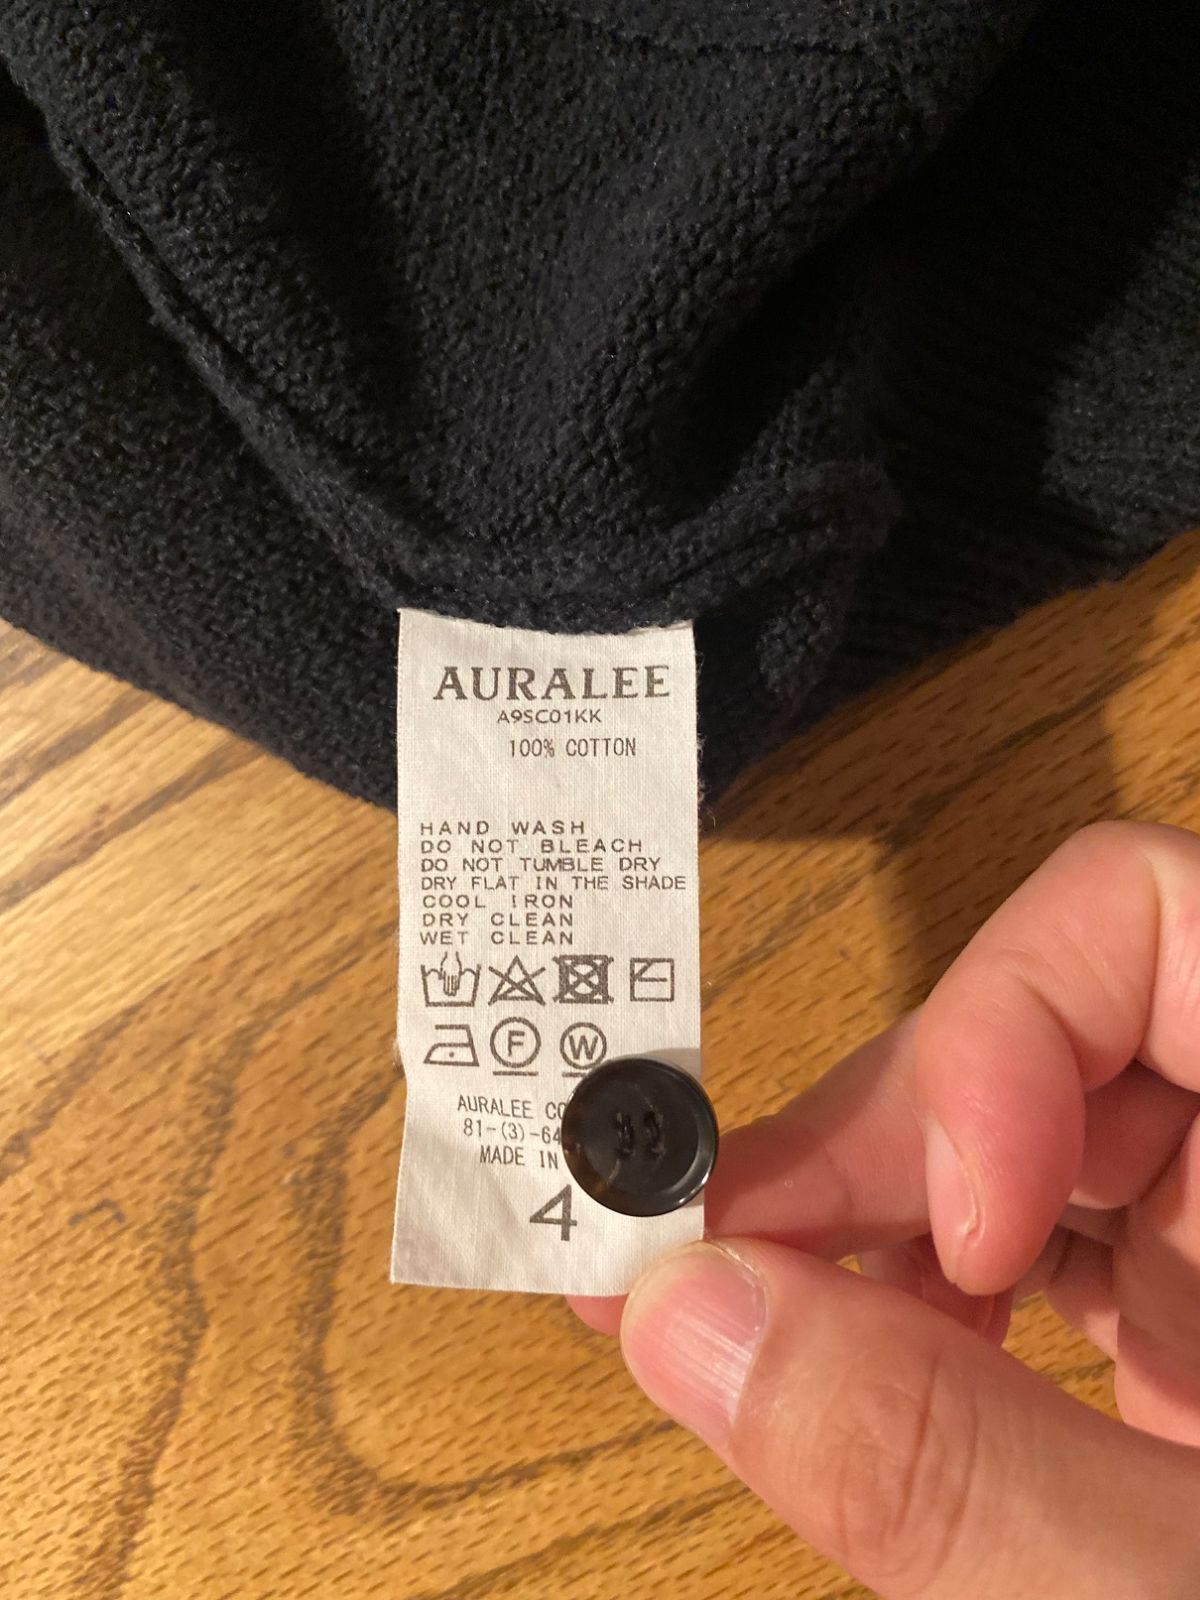 AURALEE
A9SC01KK
100% COTTON
HAND WASH
DO NOT BLEACH
DO NOT TUMBLE DRY
DRY FLAT IN THE SHADE
COOL IRON
DRY CLEAN
WET CLEAN
F W
AURALEE
81-(3)-64
MADE IN
4